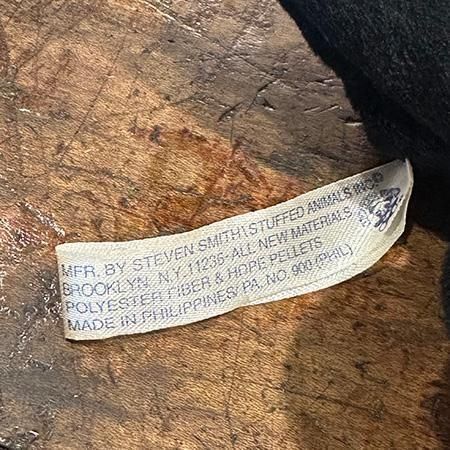 MFR. BY STEVEN SMITH\STUFFED ANIMALS INC©
BROOKLYN, N.Y. 11236-ALL NEW MATERIALS
POLYESTER FIBER & HDPE PELLETS
MADE IN PHILIPPINES/ PA. NO. 900 (PHIL)